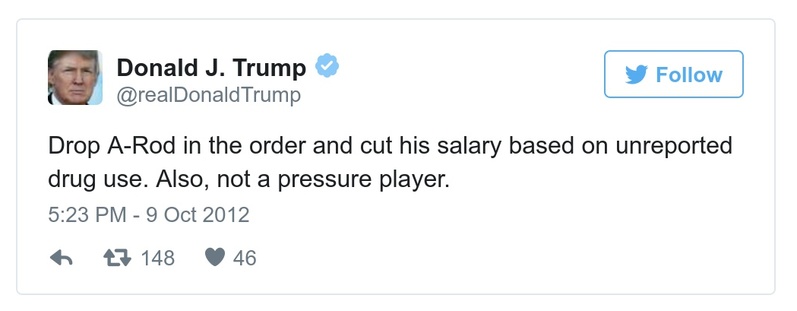 Donald J. Trump
Follow
@realDonaldTrump
Drop A-Rod in the order and cut his salary based on unreported
drug use. Also, not a pressure player.
5:23 PM - 9 Oct 2012
148 46